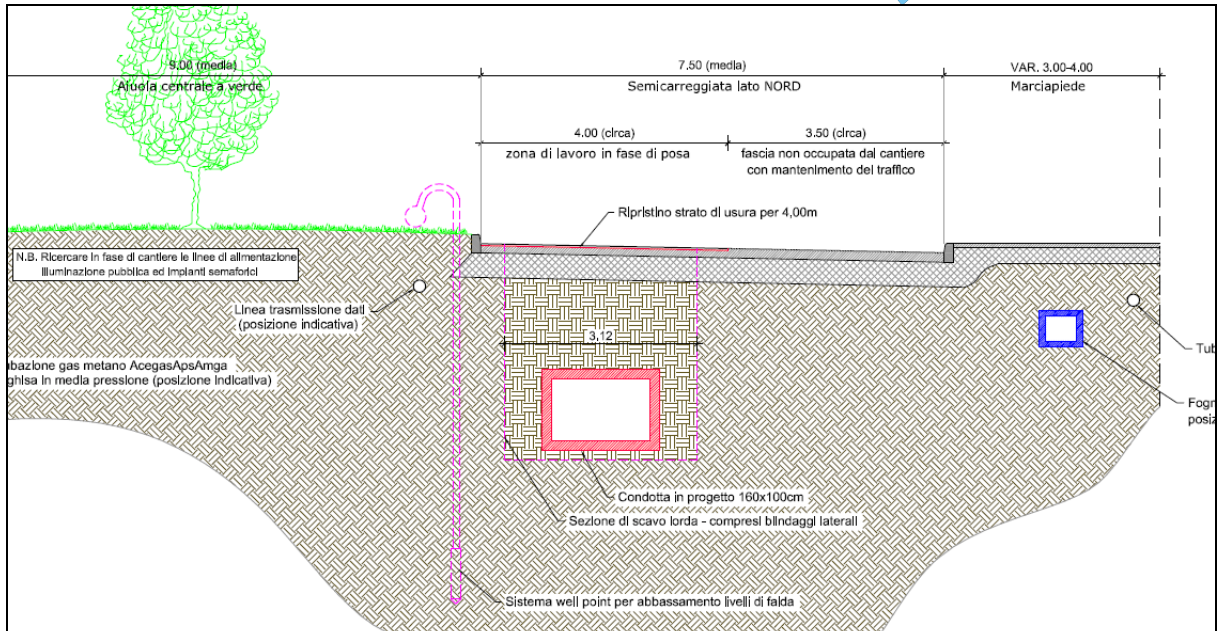 9.00 (media)
Aiuola centrale a verde
7.50 (media)
Semicarreggiata lato NORD
VAR. 3.00-4.00
Marciapiede
4.00 (circa)
zona di lavoro in fase di posa
3.50 (circa)
fascia non occupata dal cantiere
con mantenimento del traffico
Ripristino strato di usura per 4,00m
N.B. Ricercare in fase di cantiere le linee di alimentazione
illuminazione pubblica ed impianti semaforici
Linea trasmissione dati
(posizione indicativa)
3,12
Tub
ubazione gas metano AcegasApsAmga
ghisa in media pressione (posizione indicativa)
Fogn
posiz
Condotta in progetto 160x100cm
Sezione di scavo lorda - compresi blindaggi laterali
Sistema well point per abbassamento livelli di falda